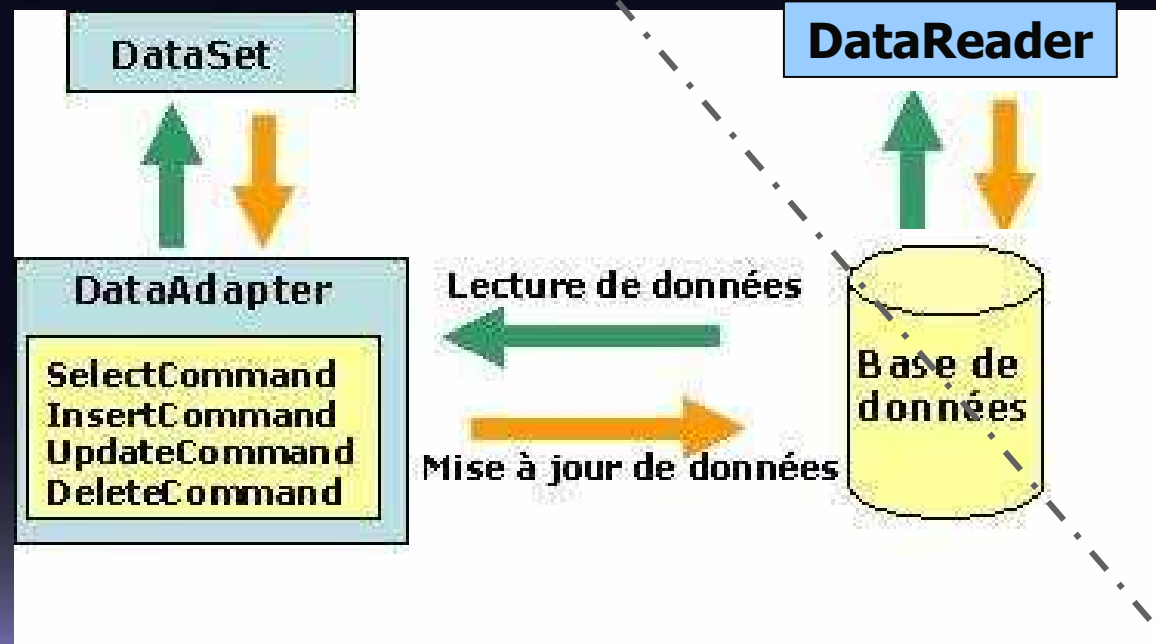 DataSet
DataReader
DataAdapter
SelectCommand
InsertCommand
UpdateCommand
DeleteCommand
Lecture de données
Mise à jour de données
Base de
données